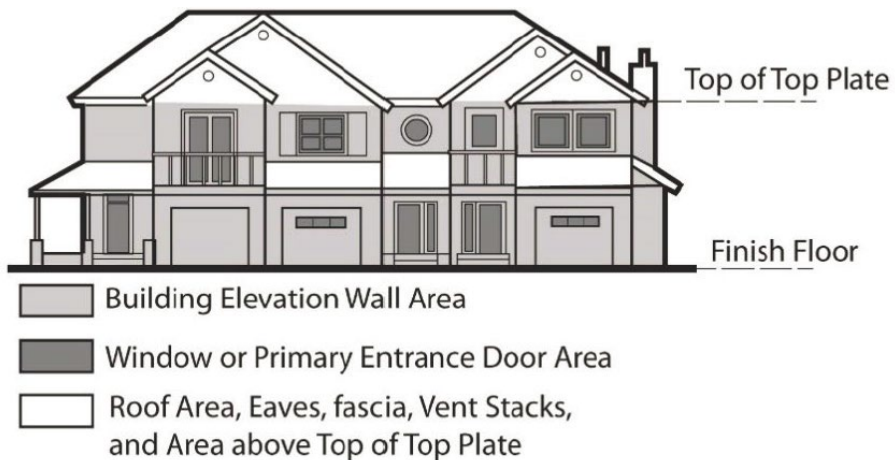 Top of Top Plate
Finish Floor
Building Elevation Wall Area
Window or Primary Entrance Door Area
Roof Area, Eaves, fascia, Vent Stacks,
and Area above Top of Top Plate